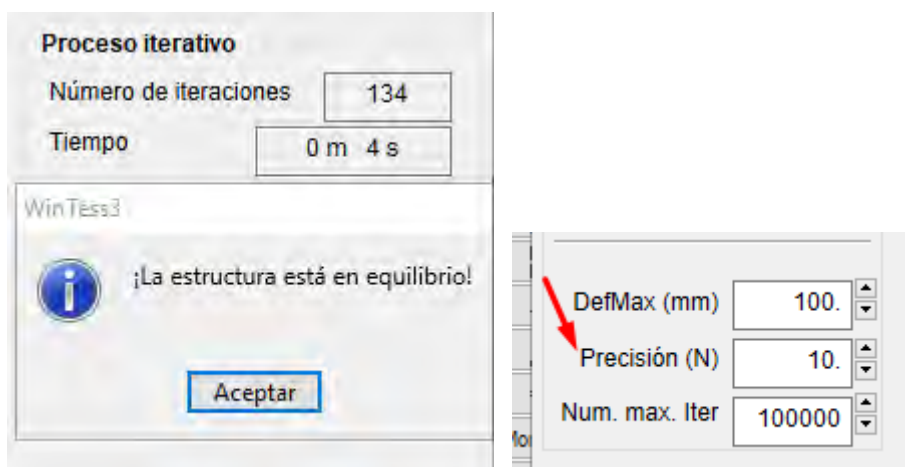 Proceso iterativo
Número de iteraciones 134
Tiempo 0 m 4 s
WinTess3
¡La estructura está en equilibrio!
Aceptar
DefMax (mm) 100.
Precisión (N) 10.
Num. max. Iter 100000